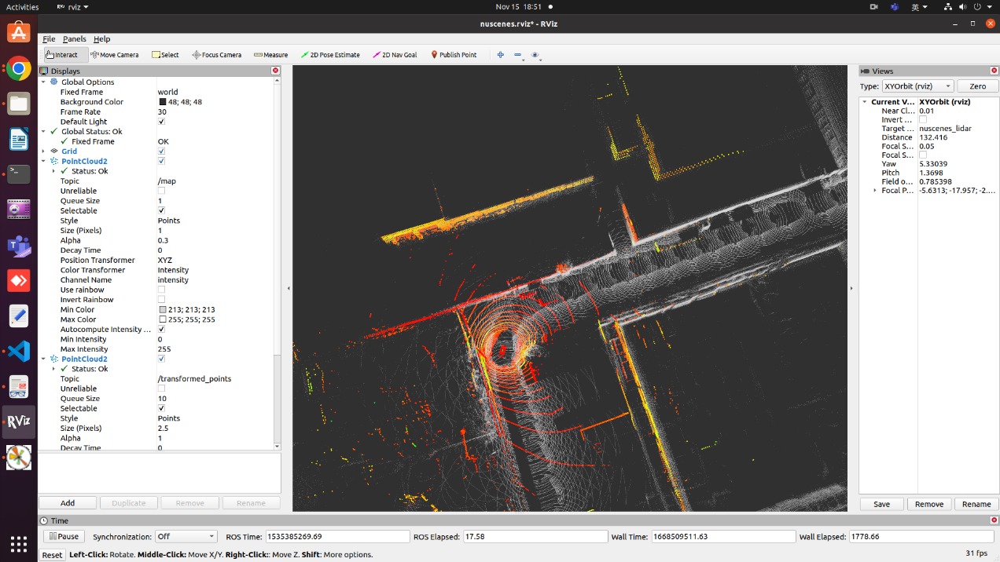 Activities
RViz rviz
Nov 15 18:51
英
nuscenes.rviz* - RViz
File Panels Help
Interact Move Camera Select Focus Camera Measure 2D Pose Estimate 2D Nav Goal Publish Point
Displays
Global Options
Fixed Frame world
Background Color 48; 48; 48
Frame Rate 30
Default Light
Global Status: Ok
Fixed Frame OK
Grid
PointCloud2
Status: Ok
Topic /map
Unreliable
Queue Size 1
Selectable
Style Points
Size (Pixels) 1
Alpha 0.3
Decay Time 0
Position Transformer XYZ
Color Transformer Intensity
Channel Name intensity
Use rainbow
Invert Rainbow
Min Color 213; 213; 213
Max Color 255; 255; 255
Autocompute Intensity ...
Min Intensity 0
Max Intensity 255
PointCloud2
Status: Ok
Topic /transformed_points
Unreliable
Queue Size 10
Selectable
Style Points
Size (Pixels) 2.5
Alpha 1
Decay Time 0
Add Duplicate Remove Rename
Views
Type: XYOrbit (rviz) Zero
Current V... XYOrbit (rviz)
Near Cl... 0.01
Invert ...
Target ... nuscenes_lidar
Distance 132.416
Focal S... 0.05
Focal S...
Yaw 5.33039
Pitch 1.3698
Field o... 0.785398
Focal P... -5.6313; -17.957; -2....
Save Remove Rename
Time
Pause Synchronization: Off ROS Time: 1535385269.69 ROS Elapsed: 17.58 Wall Time: 1668509511.63 Wall Elapsed: 1778.66
Reset Left-Click: Rotate. Middle-Click: Move X/Y. Right-Click:: Move Z. Shift: More options. 31 fps
RViz